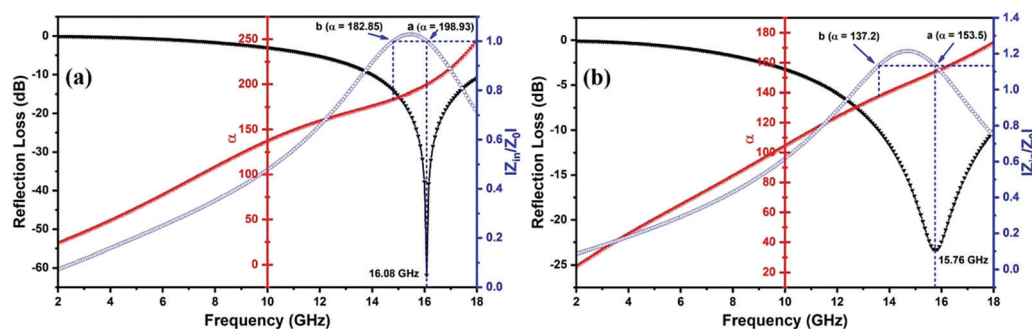 b (α = 182.85) a (α = 198.93)
(a)
Reflection Loss (dB)
0
-10
-20
-30
-40
-50
-60
α
250
200
150
100
50
0
|Zin/Z0|
1.0
0.8
0.6
0.4
0.2
0.0
16.08 GHz
2 4 6 8 10 12 14 16 18
Frequency (GHz)
b (α = 137.2) a (α = 153.5)
(b)
Reflection Loss (dB)
0
-5
-10
-15
-20
-25
α
180
160
140
120
100
80
60
40
20
|Zin/Z0|
1.4
1.2
1.0
0.8
0.6
0.4
0.2
0.0
15.76 GHz
2 4 6 8 10 12 14 16 18
Frequency (GHz)